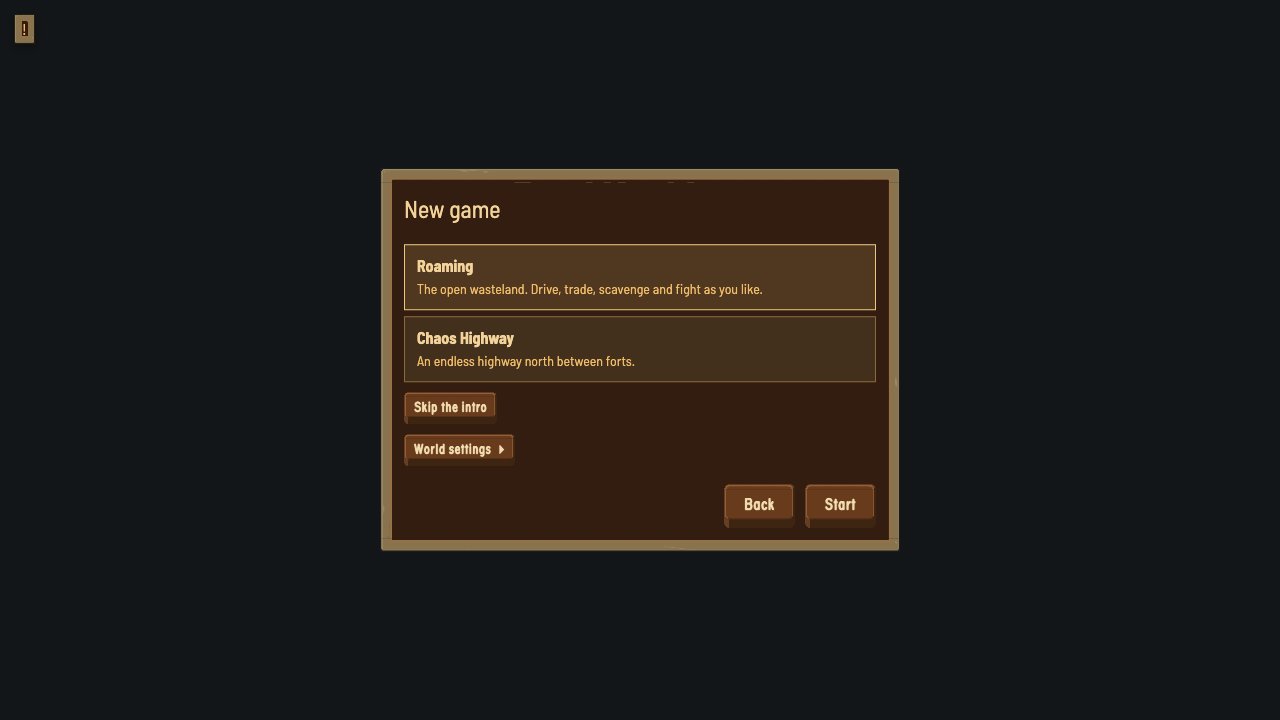 !
New game
Roaming
The open wasteland. Drive, trade, scavenge and fight as you like.
Chaos Highway
An endless highway north between forts.
Skip the intro
World settings
Back
Start